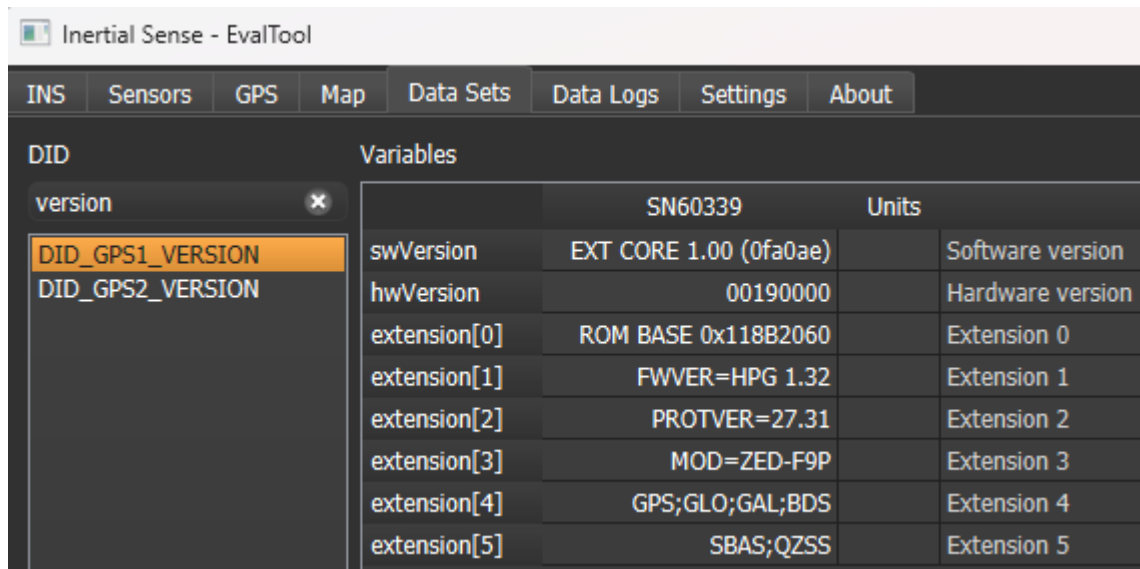 Inertial Sense - EvalTool
INS Sensors GPS Map Data Sets Data Logs Settings About
DID Variables
version
DID_GPS1_VERSION
DID_GPS2_VERSION
SN60339 Units
swVersion EXT CORE 1.00 (0fa0ae) Software version
hwVersion 00190000 Hardware version
extension[0] ROM BASE 0x118B2060 Extension 0
extension[1] FWVER=HPG 1.32 Extension 1
extension[2] PROTVER=27.31 Extension 2
extension[3] MOD=ZED-F9P Extension 3
extension[4] GPS;GLO;GAL;BDS Extension 4
extension[5] SBAS;QZSS Extension 5